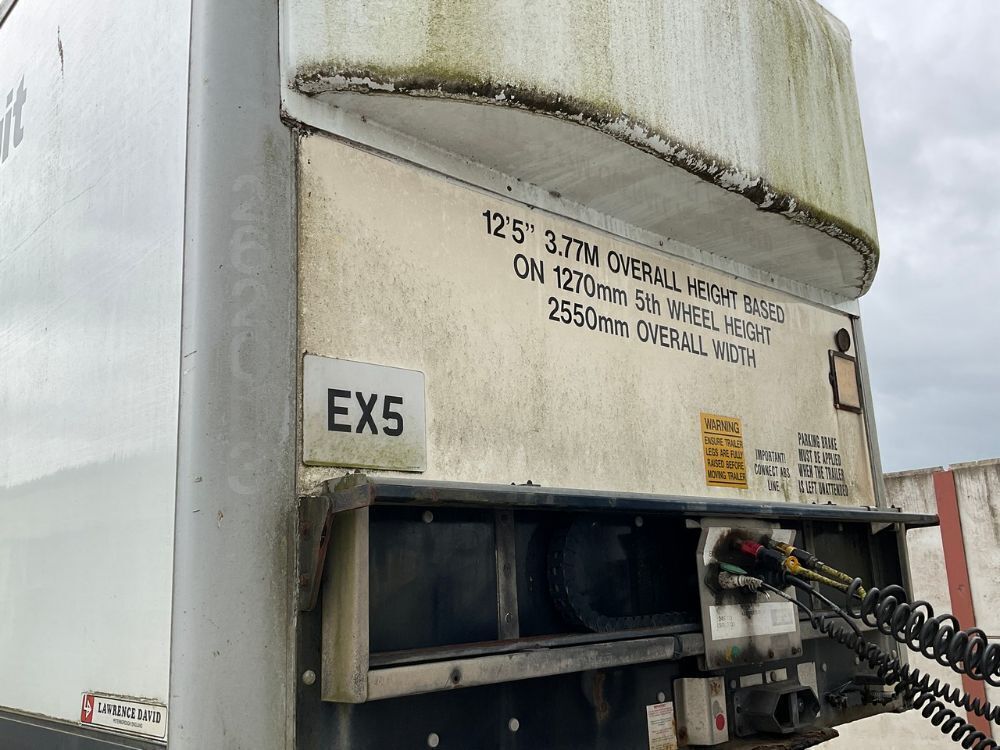 12'5” 3.77M OVERALL HEIGHT BASED
ON 1270mm 5th WHEEL HEIGHT
2550mm OVERALL WIDTH
EX5
WARNING
ENSURE TRAILER
LEGS ARE FULLY
RAISED BEFORE
MOVING TRAILER
IMPORTANT!
CONNECT ABS
LINE
PARKING BRAKE
MUST BE APPLIED
WHEN THE TRAILER
IS LEFT UNATTENDED
LAWRENCE DAVID
PETERBOROUGH ENGLAND